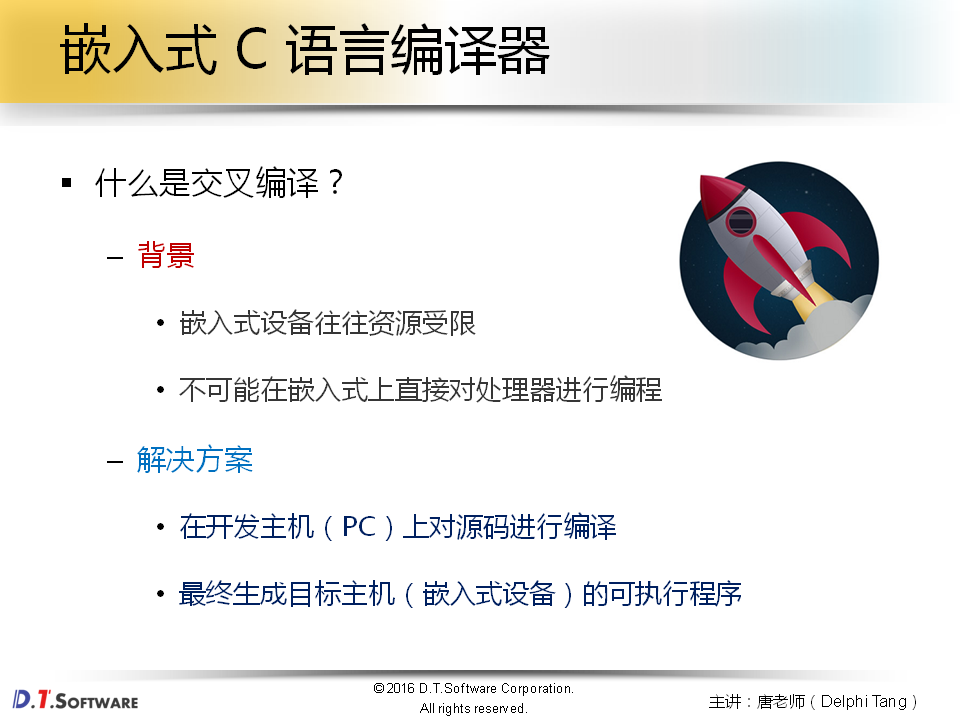 嵌入式 C 语言编译器
▪ 什么是交叉编译？
– 背景
• 嵌入式设备往往资源受限
• 不可能在嵌入式上直接对处理器进行编程
– 解决方案
• 在开发主机（PC）上对源码进行编译
• 最终生成目标主机（嵌入式设备）的可执行程序
D.T.SOFTWARE
©2016 D.T.Software Corporation.
All rights reserved.
主讲：唐老师（Delphi Tang）